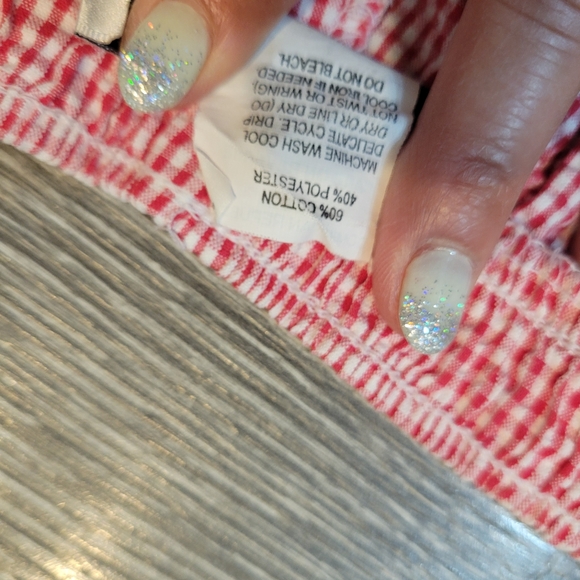 60% COTTON
40% POLYESTER
MACHINE WASH COOL
DELICATE CYCLE. DRIP
DRY OR LINE DRY (DO
NOT TWIST OR WRING)
COOL IRON IF NEEDED
DO NOT BLEACH.